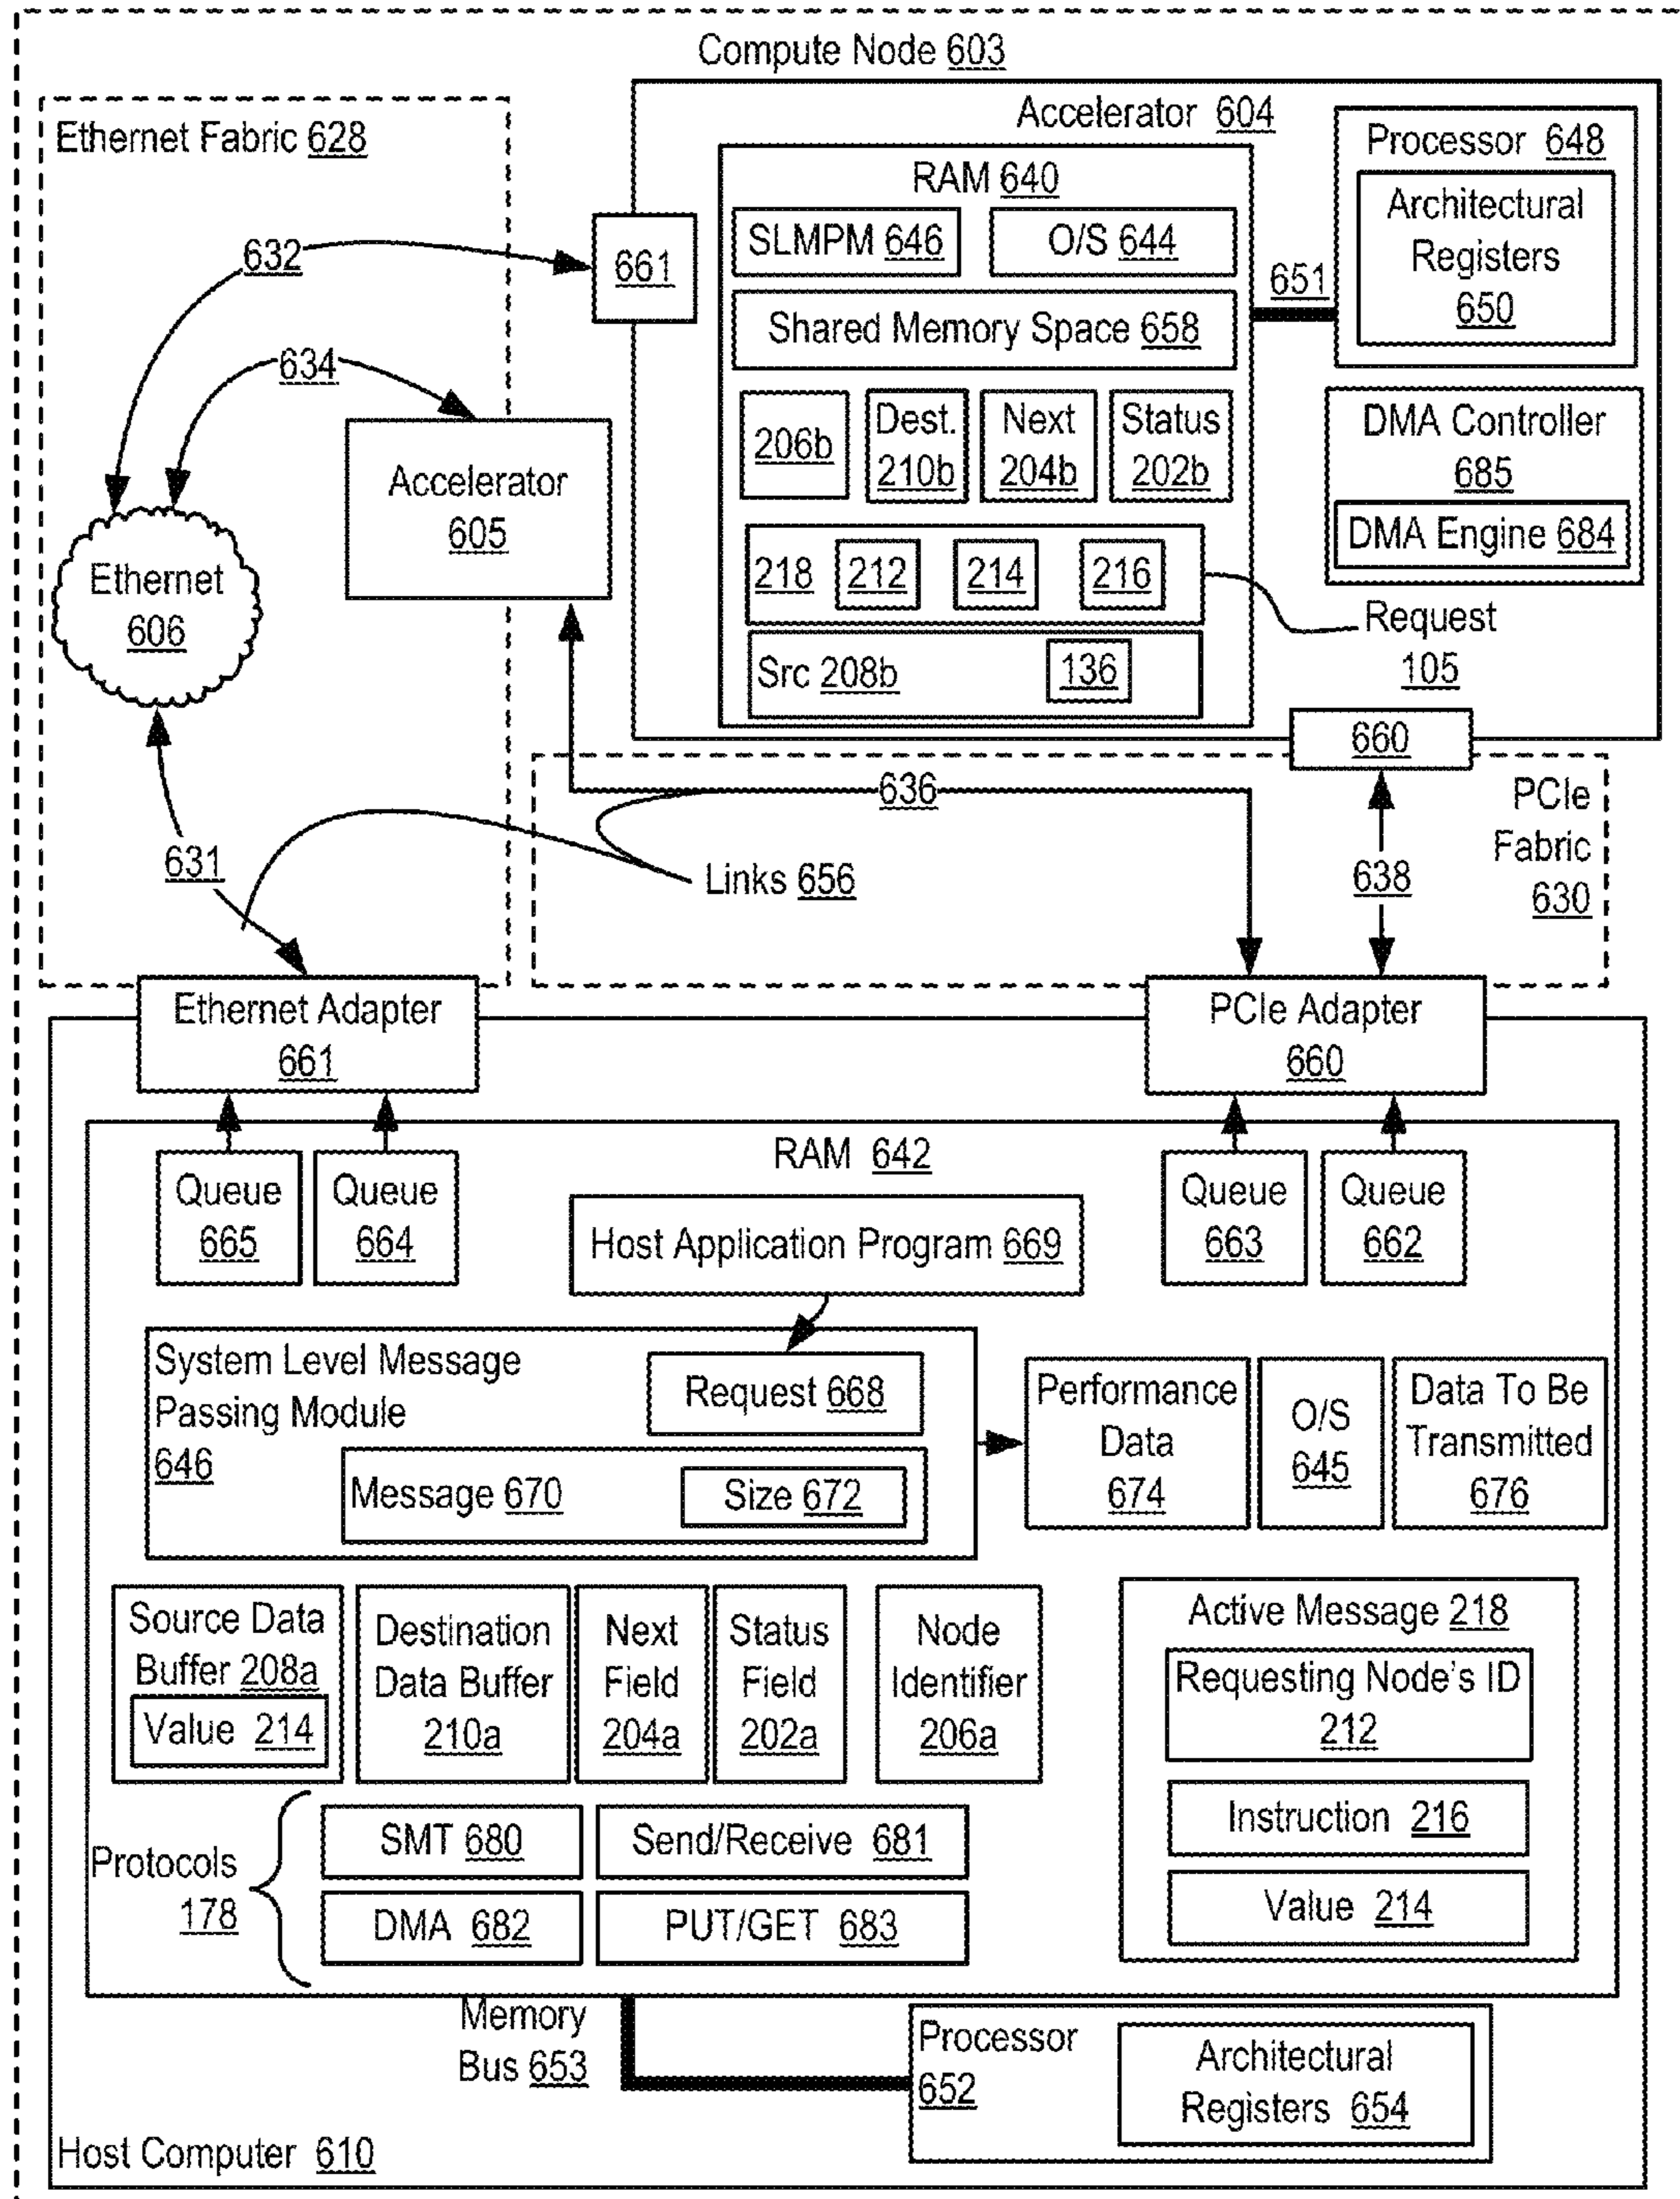 Compute Node 603
Ethernet Fabric 628
Accelerator 604
Processor 648
Architectural
Registers
650
RAM 640
SLMPM 646
O/S 644
651
Shared Memory Space 658
632
661
634
206b
Dest.
210b
Next
204b
Status
202b
DMA Controller
685
DMA Engine 684
Accelerator
605
Ethernet
606
218
212
214
216
Request
105
Src 208b
136
660
636
PCIe
Fabric
630
631
Links 656
638
Ethernet Adapter
661
PCIe Adapter
660
RAM 642
Queue
665
Queue
664
Queue
663
Queue
662
Host Application Program 669
System Level Message
Passing Module
646
Request 668
Message 670
Size 672
Performance
Data
674
O/S
645
Data To Be
Transmitted
676
Source Data
Buffer 208a
Value 214
Destination
Data Buffer
210a
Next
Field
204a
Status
Field
202a
Node
Identifier
206a
Active Message 218
Requesting Node's ID
212
Instruction 216
Value 214
Protocols
178
SMT 680
Send/Receive 681
DMA 682
PUT/GET 683
Memory
Bus 653
Processor
652
Architectural
Registers 654
Host Computer 610